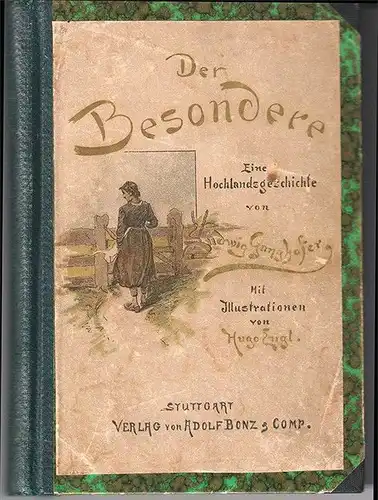 Der
Besondere
Eine
Hochlandsgeschichte
von
Ludwig Ganghofer
Mit
Illustrationen
von
Hugo Engl.
STUTTGART
VERLAG von ADOLF BONZ & COMP.